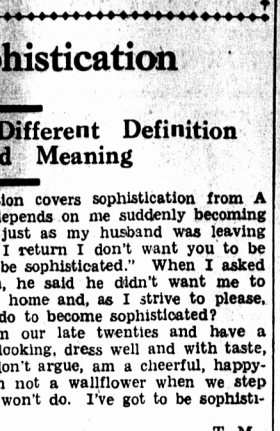 histication
Different Definition
d Meaning
ion covers sophistication from A
depends on me suddenly becoming
just as my husband was leaving
I return I don't want you to be
be sophisticated." When I asked
, he said he didn't want me to
home and, as I strive to please,
do to become sophisticated?
n our late twenties and have a
looking, dress well and with taste,
don't argue, am a cheerful, happy-
not a wallflower when we step
won't do. I've got to be sophisti-